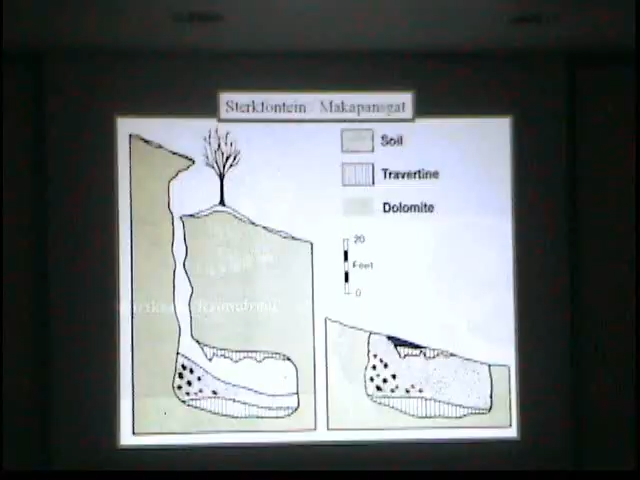 Sterkfontein Makapansgat
Soil
Travertine
Dolomite
20
Feet
0